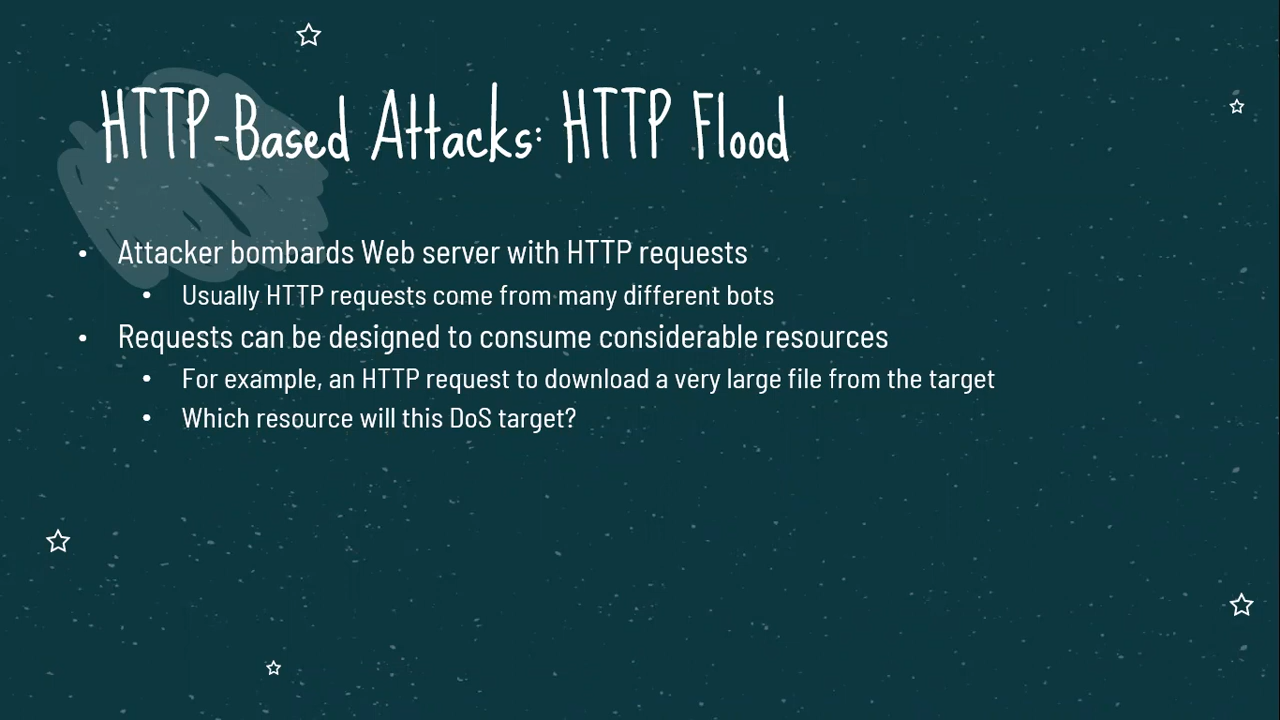 HTTP-Based Attacks: HTTP Flood
• Attacker bombards Web server with HTTP requests
• Usually HTTP requests come from many different bots
• Requests can be designed to consume considerable resources
• For example, an HTTP request to download a very large file from the target
• Which resource will this DoS target?